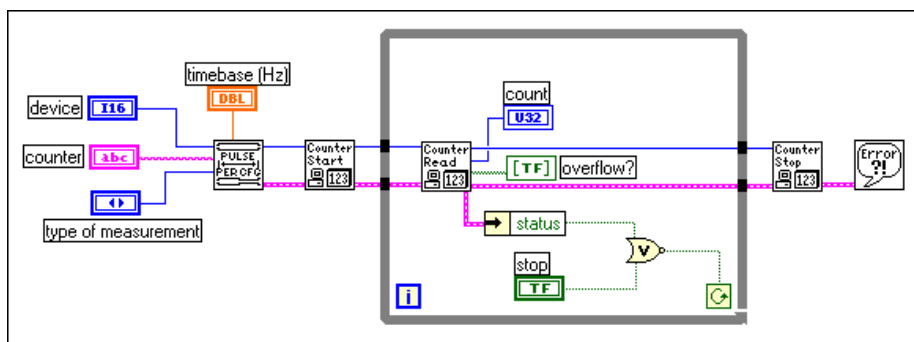 timebase (Hz)
DBL
device
I16
counter
abc
type of measurement
PULSE
PER CFG
Counter
Start
123
Counter
Read
123
count
U32
[TF]
overflow?
status
V
stop
TF
i
Counter
Stop
123
Error
?!